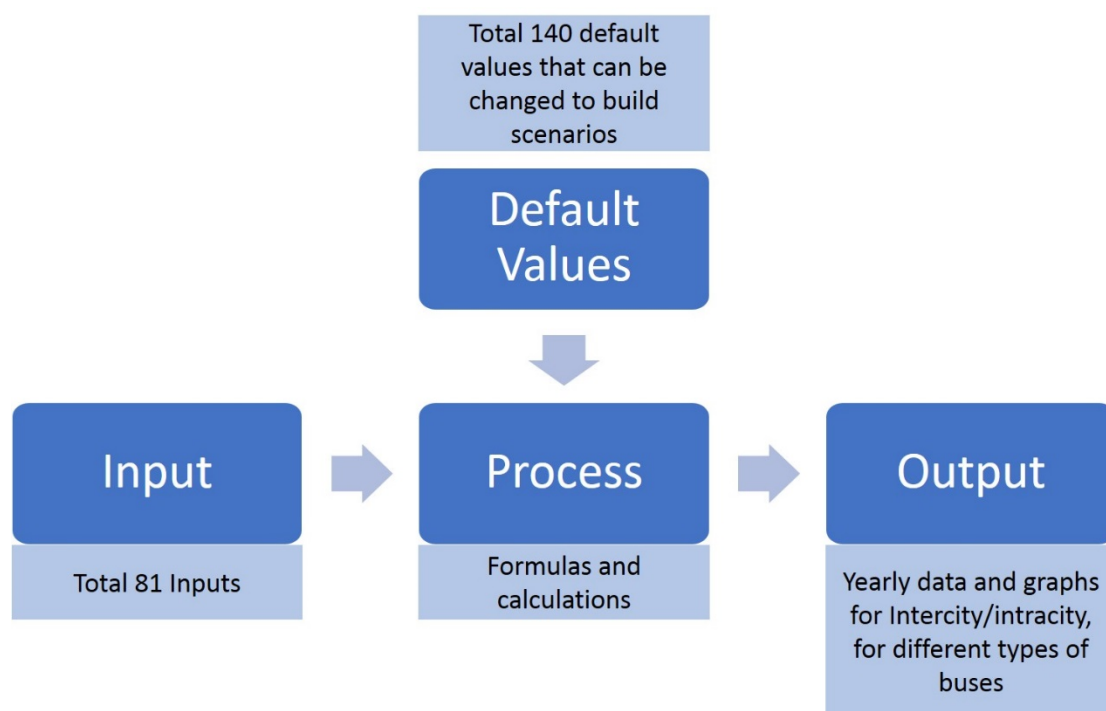 Total 140 default
values that can be
changed to build
scenarios
Default
Values
Input
Process
Output
Total 81 Inputs
Formulas and
calculations
Yearly data and graphs
for Intercity/intracity,
for different types of
buses